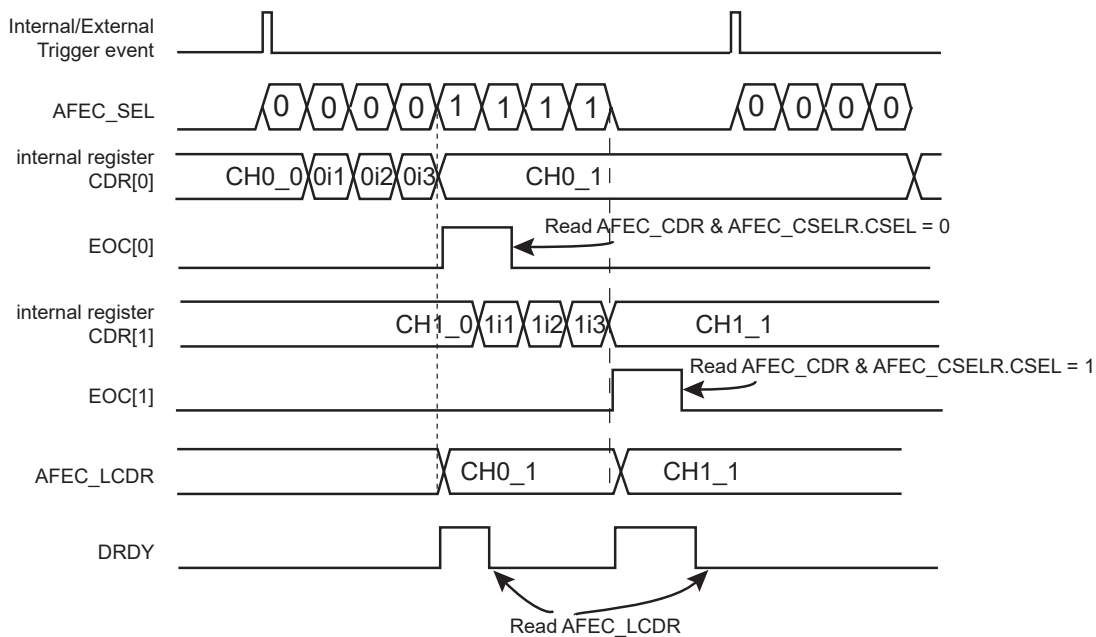 Internal/External
Trigger event
AFEC_SEL
0 0 0 0 1 1 1 1 0 0 0 0
internal register
CDR[0]
CH0_0 0i1 0i2 0i3 CH0_1
Read AFEC_CDR & AFEC_CSELR.CSEL = 0
EOC[0]
internal register
CDR[1]
CH1_0 1i1 1i2 1i3 CH1_1
Read AFEC_CDR & AFEC_CSELR.CSEL = 1
EOC[1]
AFEC_LCDR
CH0_1 CH1_1
DRDY
Read AFEC_LCDR